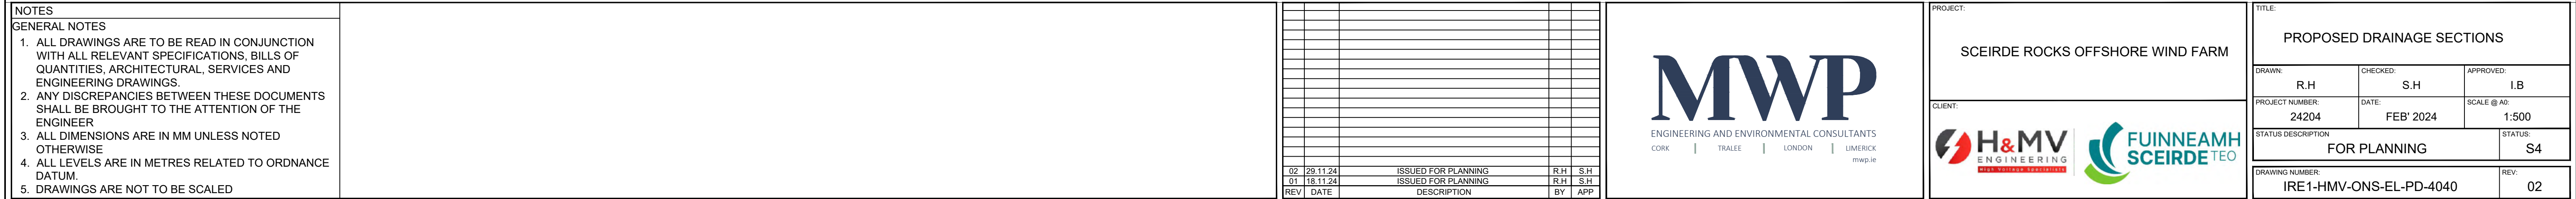 NOTES
GENERAL NOTES
1. ALL DRAWINGS ARE TO BE READ IN CONJUNCTION
WITH ALL RELEVANT SPECIFICATIONS, BILLS OF
QUANTITIES, ARCHITECTURAL, SERVICES AND
ENGINEERING DRAWINGS.
2. ANY DISCREPANCIES BETWEEN THESE DOCUMENTS
SHALL BE BROUGHT TO THE ATTENTION OF THE
ENGINEER
3. ALL DIMENSIONS ARE IN MM UNLESS NOTED
OTHERWISE
4. ALL LEVELS ARE IN METRES RELATED TO ORDNANCE
DATUM.
5. DRAWINGS ARE NOT TO BE SCALED
02 29.11.24 ISSUED FOR PLANNING R.H S.H
01 18.11.24 ISSUED FOR PLANNING R.H S.H
REV DATE DESCRIPTION BY APP
MWP
ENGINEERING AND ENVIRONMENTAL CONSULTANTS
CORK | TRALEE | LONDON | LIMERICK
mwp.ie
PROJECT:
SCEIRDE ROCKS OFFSHORE WIND FARM
CLIENT:
H&MV
ENGINEERING
High Voltage Specialists
FUINNEAMH
SCEIRDE TEO
TITLE:
PROPOSED DRAINAGE SECTIONS
DRAWN: CHECKED: APPROVED:
R.H S.H I.B
PROJECT NUMBER: DATE: SCALE @ A0:
24204 FEB' 2024 1:500
STATUS DESCRIPTION STATUS:
FOR PLANNING S4
DRAWING NUMBER: REV:
IRE1-HMV-ONS-EL-PD-4040 02